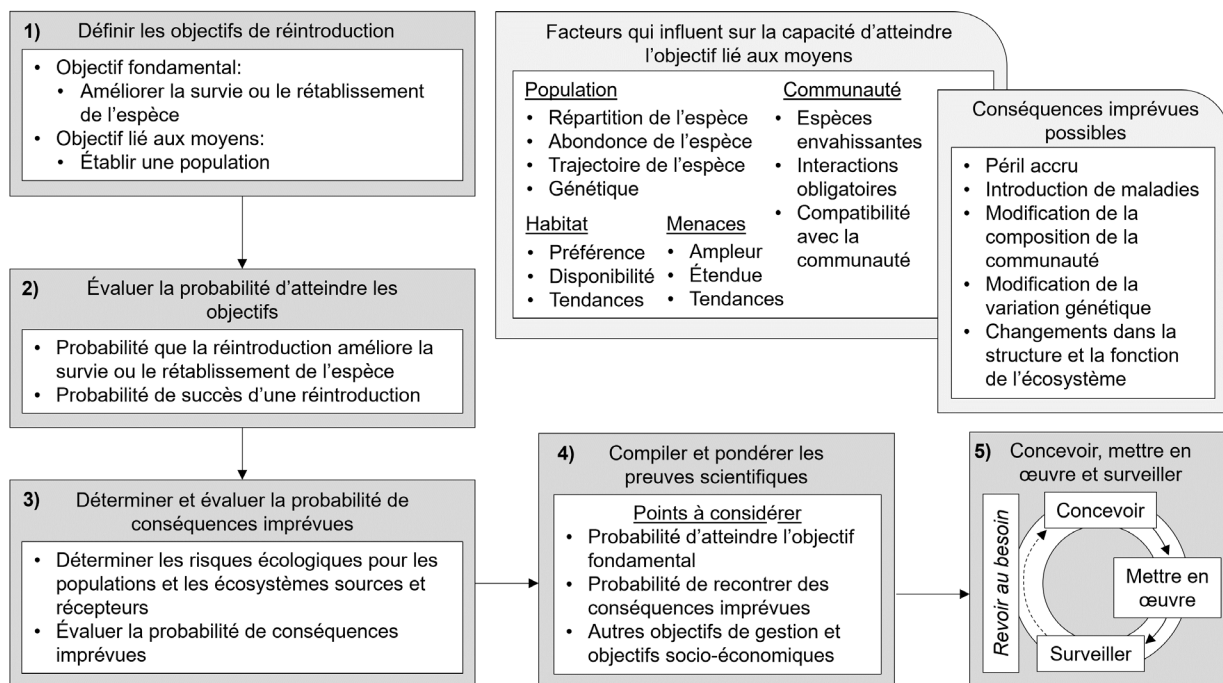 1) Définir les objectifs de réintroduction
• Objectif fondamental:
• Améliorer la survie ou le rétablissement
de l'espèce
• Objectif lié aux moyens:
• Établir une population
2) Évaluer la probabilité d'atteindre les
objectifs
• Probabilité que la réintroduction améliore la
survie ou le rétablissement de l'espèce
• Probabilité de succès d'une réintroduction
3) Déterminer et évaluer la probabilité de
conséquences imprévues
• Déterminer les risques écologiques pour les
populations et les écosystèmes sources et
récepteurs
• Évaluer la probabilité de conséquences
imprévues
Facteurs qui influent sur la capacité d'atteindre
l'objectif lié aux moyens
Population
• Répartition de l'espèce
• Abondonce de l'espèce
• Trajectoire de l'espèce
• Génétique
Habitat
• Préférence
• Disponibilité
• Tendances
Menaces
• Ampleur
• Étendue
• Tendances
Communauté
• Espèces
envahissantes
• Interactions
obligatoires
• Compatibilité
avec la
communauté
Conséquences imprévues
possibles
• Péril accru
• Introduction de maladies
• Modification de la
composition de la
communauté
• Modification de la
variation génétique
• Changements dans la
structure et la fonction
de l'écosystème
4) Compiler et pondérer les
preuves scientifiques
Points à considérer
• Probabilité d'atteindre l'objectif
fondamental
• Probabilité de recontrer des
conséquences imprévues
• Autres objectifs de gestion et
objectifs socio-économiques
5) Concevoir, mettre en
œuvre et surveiller
Revoir au besoin
Concevoir
Mettre en
œuvre
Surveiller